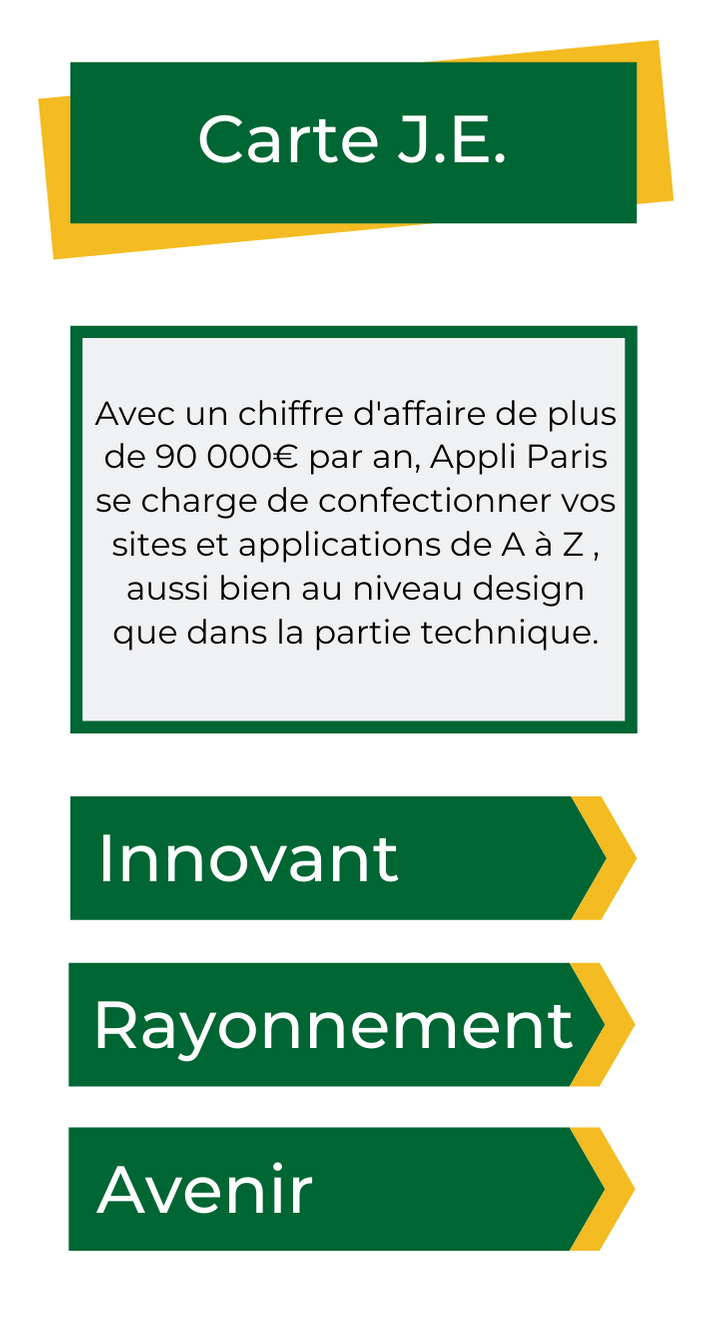 Carte J.E.
Avec un chiffre d'affaire de plus
de 90 000€ par an, Appli Paris
se charge de confectionner vos
sites et applications de A à Z ,
aussi bien au niveau design
que dans la partie technique.
Innovant
Rayonnement
Avenir